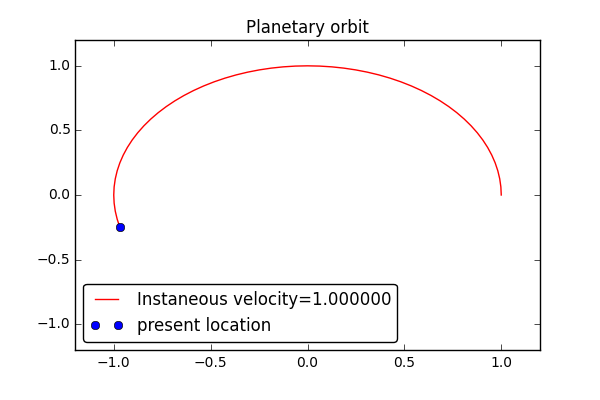 Planetary orbit
1.0
0.5
0.0
−0.5
−1.0
Instaneous velocity=1.000000
present location
−1.0 −0.5 0.0 0.5 1.0